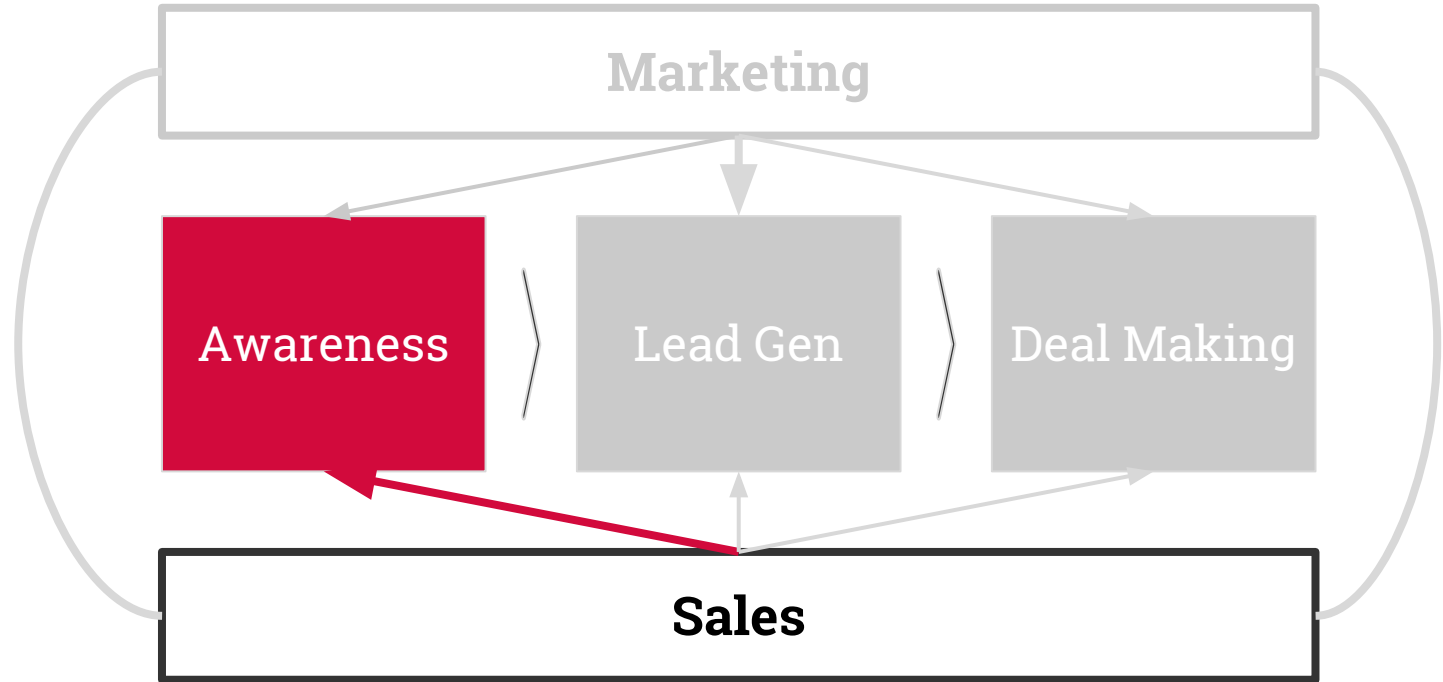 Marketing
Awareness
Lead Gen
Deal Making
Sales